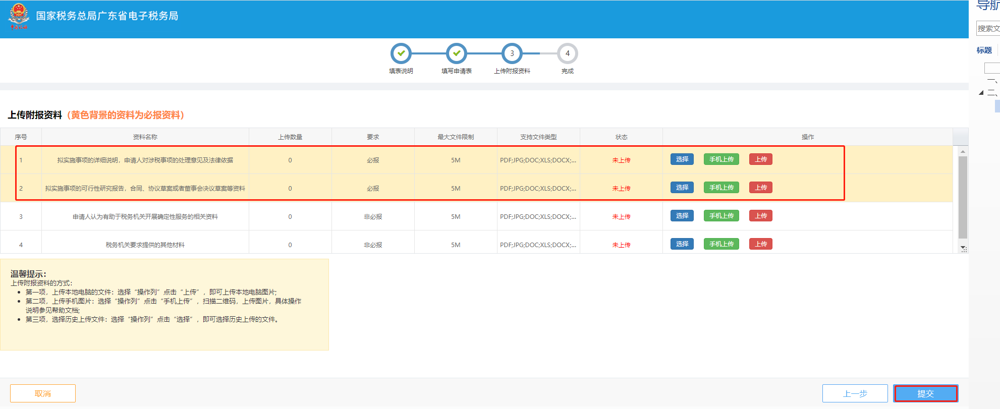 国家税务总局广东省电子税务局
3
4
填表说明
填写申请表
上传附报资料
完成
上传附报资料（黄色背景的资料为必报资料）
序号 资料名称 上传数量 要求 最大文件限制 支持文件类型 状态 操作
1 拟实施事项的详细说明，申请人对涉税事项的处理意见及法律依据 0 必报 5M PDF;JPG;DOC;XLS;DOCX;... 未上传 选择 手机上传 上传
2 拟实施事项的可行性研究报告，合同、协议草案或者董事会决议草案等资料 0 必报 5M PDF;JPG;DOC;XLS;DOCX;... 未上传 选择 手机上传 上传
3 申请人认为有助于税务机关开展确定性服务的相关资料 0 非必报 5M PDF;JPG;DOC;XLS;DOCX;... 未上传 选择 手机上传 上传
4 税务机关要求提供的其他材料 0 非必报 5M PDF;JPG;DOC;XLS;DOCX;... 未上传 选择 手机上传 上传
温馨提示：
上传附报资料的方式：
第一项，上传本地电脑的文件：选择“操作列”点击“上传”，即可上传本地电脑图片;
第二项，上传手机图片：选择“操作列”点击“手机上传”，扫描二维码，上传图片，具体操作
说明参见帮助文档;
第三项，选择历史上传文件：选择“操作列”点击“选择”，即可选择历史上传的文件。
取消
上一步
提交
导航
搜索文
标题
一、
二、